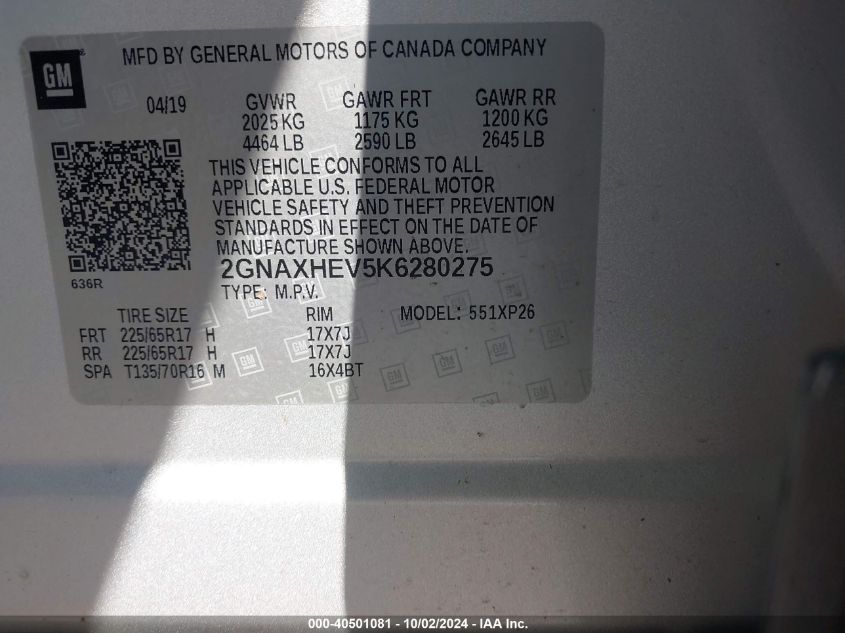 GM
MFD BY GENERAL MOTORS OF CANADA COMPANY
04/19 GVWR GAWR FRT GAWR RR
2025 KG 1175 KG 1200 KG
4464 LB 2590 LB 2645 LB
THIS VEHICLE CONFORMS TO ALL
APPLICABLE U.S. FEDERAL MOTOR
VEHICLE SAFETY AND THEFT PREVENTION
STANDARDS IN EFFECT ON THE DATE OF
MANUFACTURE SHOWN ABOVE.
2GNAXHEV5K6280275
636R
TYPE: M.P.V.
TIRE SIZE RIM MODEL: 551XP26
FRT 225/65R17 H 17X7J
RR 225/65R17 H 17X7J
SPA T135/70R16 M 16X4BT
000-40501081 - 10/02/2024 - IAA Inc.